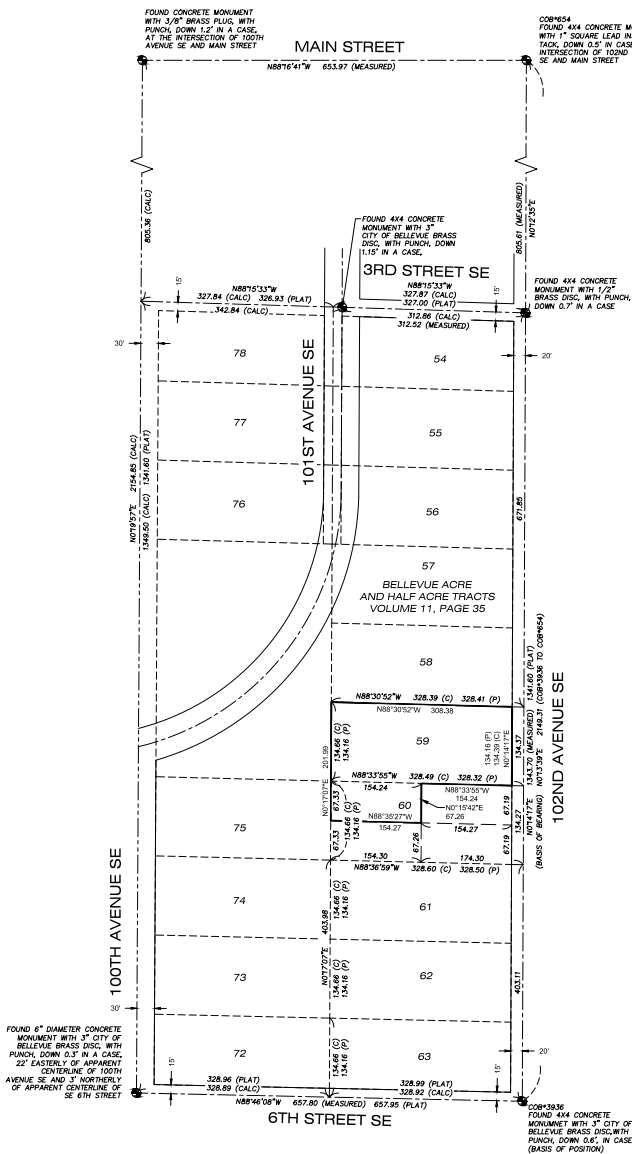 FOUND CONCRETE MONUMENT
WITH 3/8" BRASS PLUG, WITH
PUNCH, DOWN 1.2' IN A CASE,
AT THE INTERSECTION OF 100TH
AVENUE SE AND MAIN STREET
MAIN STREET
N88°16'41"W 653.97 (MEASURED)
COB#654
FOUND 4X4 CONCRETE
WITH 1" SQUARE LEAD
TACK, DOWN 0.5' IN CASE
INTERSECTION OF 102ND
SE AND MAIN STREET
805.36 (CALC)
805.61 (MEASURED)
N0°12'35"E
FOUND 4X4 CONCRETE
MONUMENT WITH 3"
CITY OF BELLEVUE BRASS
DISC, WITH PUNCH, DOWN
1.15' IN A CASE,
3RD STREET SE
N88°15'33"W
327.84 (CALC) 326.93 (PLAT)
342.84 (CALC)
15'
N88°15'33"W
327.87 (CALC)
327.00 (PLAT)
312.86 (CALC)
312.52 (MEASURED)
15'
FOUND 4X4 CONCRETE
MONUMENT WITH 1/2"
BRASS DISC, WITH PUNCH,
DOWN 0.7' IN A CASE
30'
20'
78
54
77
55
76
56
57
101ST AVENUE SE
N0°19'57"E 2154.85 (CALC)
1349.50 (CALC) 1341.60 (PLAT)
671.85
BELLEVUE ACRE
AND HALF ACRE TRACTS
VOLUME 11, PAGE 35
58
N88°30'52"W 328.39 (C) 328.41 (P)
N88°30'52"W 308.38
59
134.66 (C)
134.16 (P)
201.99
N0°17'07"E
134.16 (P)
134.39 (C)
N0°14'17"E
134.37
1343.70 (MEASURED) 1341.60 (PLAT)
N0°13'39"E 2149.31 (COB#3936 TO COB#654)
N0°14'17"E
(BASIS OF BEARING)
102ND AVENUE SE
N88°33'55"W 328.49 (C) 328.32 (P)
154.24
N88°33'55"W
154.24
N0°15'42"E
67.26
60
N88°35'27"W
154.27
154.27
67.33
134.66 (C)
134.16 (P)
67.33
67.26
67.19
67.19
134.27
154.30
174.30
N88°36'59"W 328.60 (C) 328.50 (P)
75
74
61
134.66 (C)
134.16 (P)
403.98
N0°17'07"E
73
62
134.66 (C)
134.16 (P)
403.11
100TH AVENUE SE
30'
20'
72
63
134.66 (C)
134.16 (P)
FOUND 6" DIAMETER CONCRETE
MONUMENT WITH 3" CITY OF
BELLEVUE BRASS DISC, WITH
PUNCH, DOWN 0.3' IN A CASE,
22' EASTERLY OF APPARENT
CENTERLINE OF 100TH
AVENUE SE AND 3' NORTHERLY
OF APPARENT CENTERLINE OF
SE 6TH STREET
15'
328.96 (PLAT)
328.89 (CALC)
328.99 (PLAT)
328.92 (CALC)
15'
N88°46'08"W 657.80 (MEASURED) 657.95 (PLAT)
6TH STREET SE
COB#3936
FOUND 4X4 CONCRETE
MONUMNET WITH 3" CITY OF
BELLEVUE BRASS DISC,WITH
PUNCH, DOWN 0.6', IN CASE
(BASIS OF POSITION)